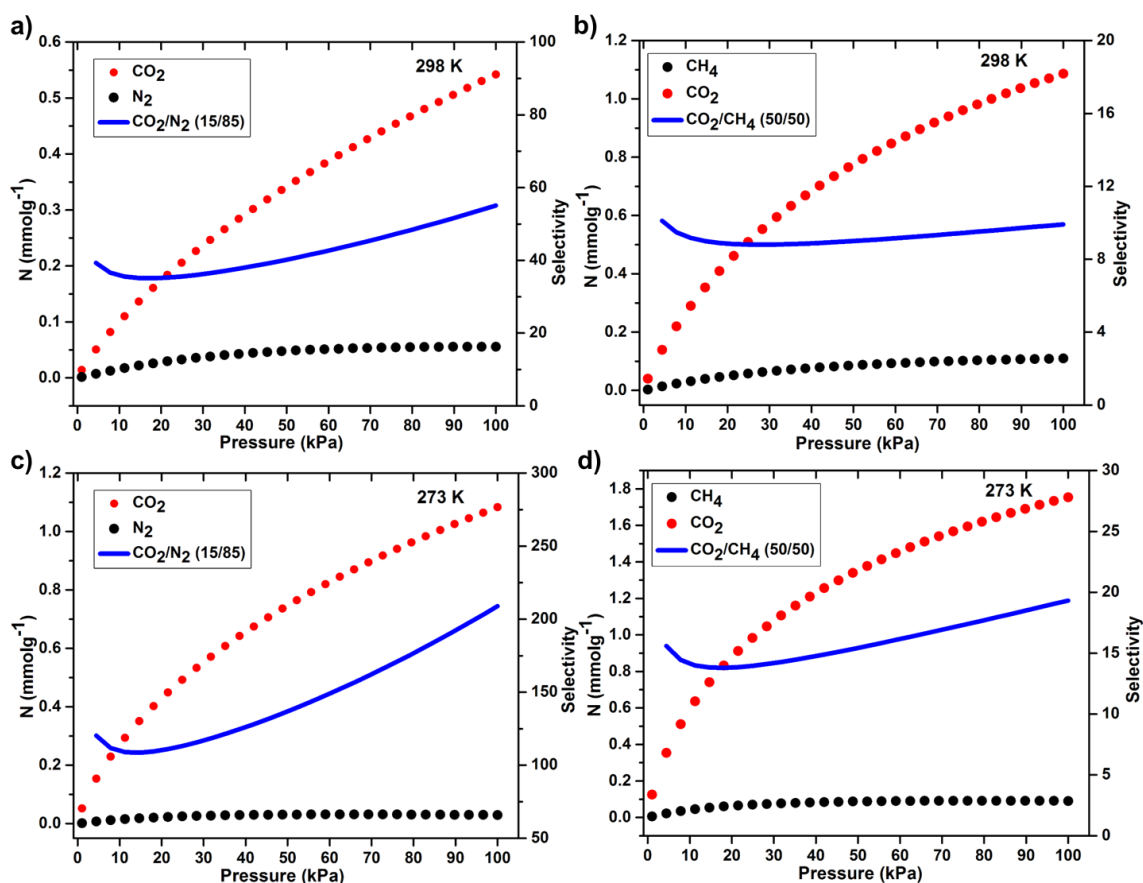 a)
298 K
CO2
N2
CO2/N2 (15/85)
N (mmolg-1)
0.6
0.5
0.4
0.3
0.2
0.1
0.0
100
80
60
40
20
0
Selectivity
0 10 20 30 40 50 60 70 80 90 100
Pressure (kPa)
b)
298 K
CH4
CO2
CO2/CH4 (50/50)
N (mmolg-1)
1.2
1.0
0.8
0.6
0.4
0.2
0.0
20
16
12
8
4
0
Selectivity
0 10 20 30 40 50 60 70 80 90 100
Pressure (kPa)
c)
273 K
CO2
N2
CO2/N2 (15/85)
N (mmolg-1)
1.2
1.0
0.8
0.6
0.4
0.2
0.0
300
250
200
150
100
50
Selectivity
0 10 20 30 40 50 60 70 80 90 100
Pressure (kPa)
d)
273 K
CH4
CO2
CO2/CH4 (50/50)
N (mmolg-1)
1.8
1.6
1.4
1.2
1.0
0.8
0.6
0.4
0.2
0.0
30
25
20
15
10
5
0
Selectivity
0 10 20 30 40 50 60 70 80 90 100
Pressure (kPa)